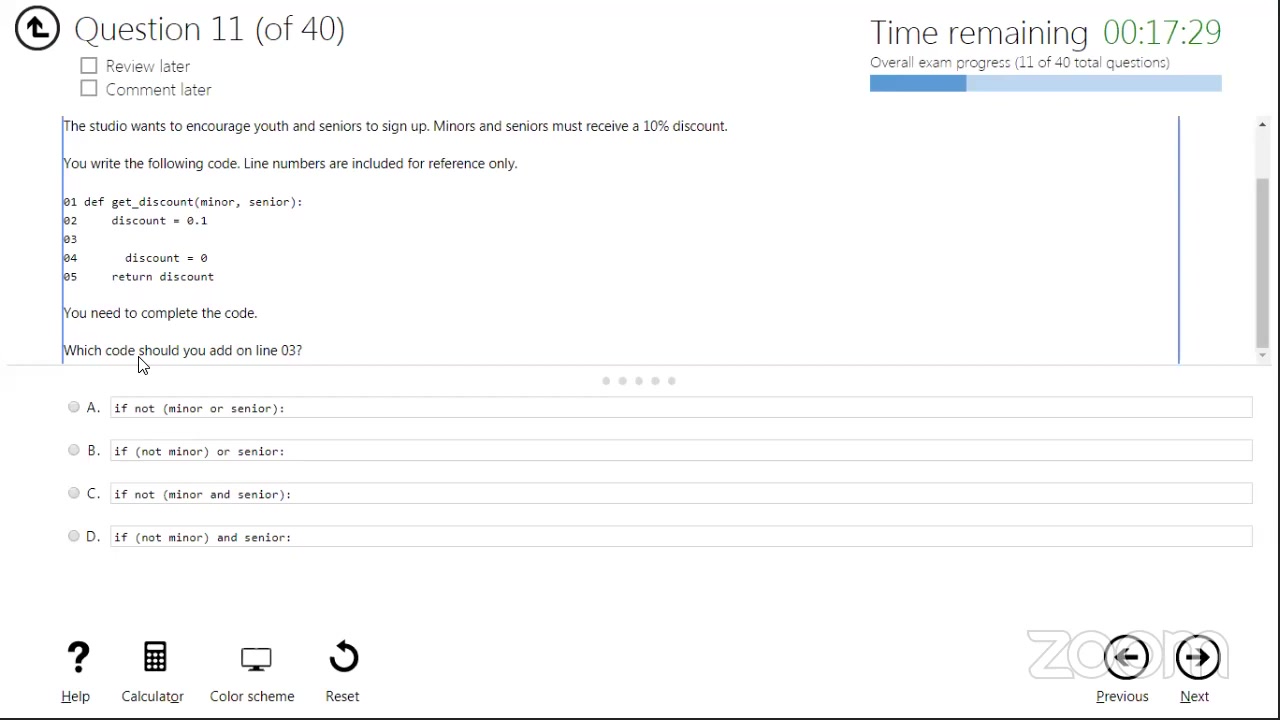 Question 11 (of 40)
Time remaining 00:17:29
Review later
Comment later
Overall exam progress (11 of 40 total questions)
The studio wants to encourage youth and seniors to sign up. Minors and seniors must receive a 10% discount.
You write the following code. Line numbers are included for reference only.
01 def get_discount(minor, senior):
02     discount = 0.1
03
04       discount = 0
05     return discount
You need to complete the code.
Which code should you add on line 03?
A. if not (minor or senior):
B. if (not minor) or senior:
C. if not (minor and senior):
D. if (not minor) and senior:
zoom
Help Calculator Color scheme Reset Previous Next